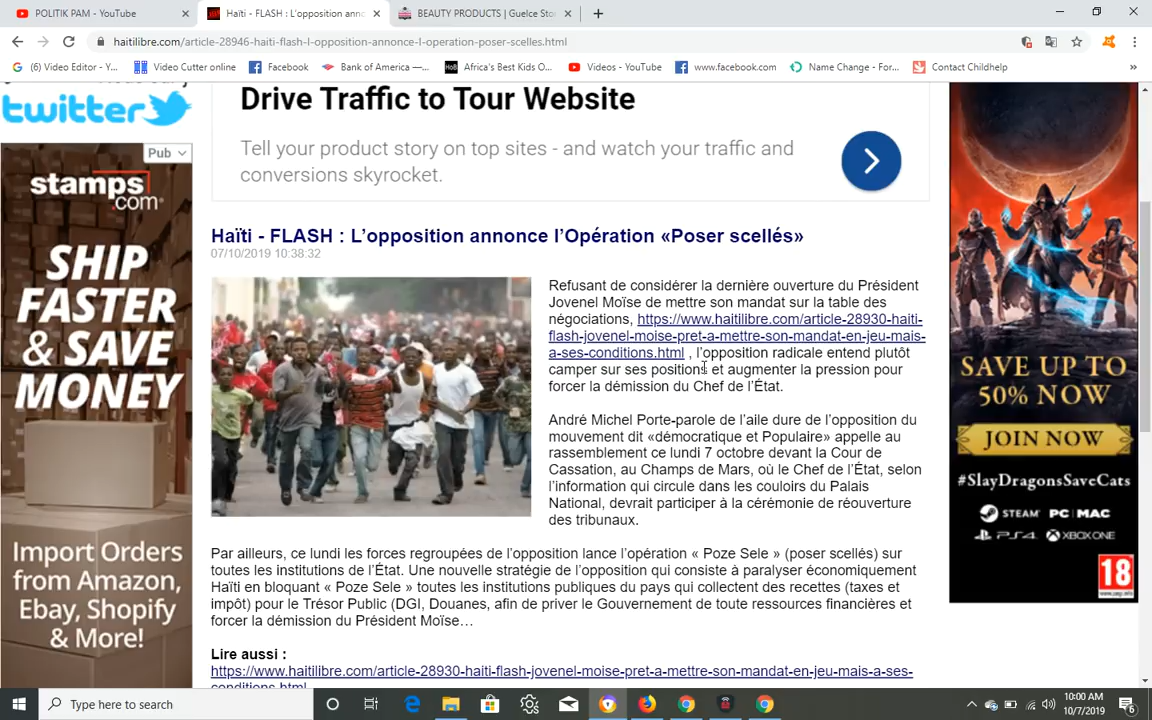 POLITIK PAM - YouTube
Haïti - FLASH : L'opposition anno
BEAUTY PRODUCTS | Guelce Sto
haitilibre.com/article-28946-haiti-flash-l-opposition-annonce-l-operation-poser-scelles.html
(6) Video Editor - Y...
Video Cutter online
Facebook
Bank of America —...
HoB
Africa's Best Kids O...
Videos - YouTube
www.facebook.com
Name Change - For...
Contact Childhelp
»
twitter
Pub
stamps.com
SHIP
FASTER
& SAVE
MONEY
Import Orders
from Amazon,
Ebay, Shopify
& More!
Drive Traffic to Tour Website
Tell your product story on top sites - and watch your traffic and
conversions skyrocket.
Haïti - FLASH : L'opposition annonce l'Opération «Poser scellés»
07/10/2019 10:38:32
Refusant de considérer la dernière ouverture du Président
Jovenel Moïse de mettre son mandat sur la table des
négociations, https://www.haitilibre.com/article-28930-haiti-
flash-jovenel-moise-pret-a-mettre-son-mandat-en-jeu-mais-
a-ses-conditions.html , l'opposition radicale entend plutôt
camper sur ses positions et augmenter la pression pour
forcer la démission du Chef de l'État.
André Michel Porte-parole de l'aile dure de l'opposition du
mouvement dit «démocratique et Populaire» appelle au
rassemblement ce lundi 7 octobre devant la Cour de
Cassation, au Champs de Mars, où le Chef de l'État, selon
l'information qui circule dans les couloirs du Palais
National, devrait participer à la cérémonie de réouverture
des tribunaux.
Par ailleurs, ce lundi les forces regroupées de l'opposition lance l'opération « Poze Sele » (poser scellés) sur
toutes les institutions de l'État. Une nouvelle stratégie de l'opposition qui consiste à paralyser économiquement
Haïti en bloquant « Poze Sele » toutes les institutions publiques du pays qui collectent des recettes (taxes et
impôt) pour le Trésor Public (DGI, Douanes, afin de priver le Gouvernement de toute ressources financières et
forcer la démission du Président Moïse…
Lire aussi :
https://www.haitilibre.com/article-28930-haiti-flash-jovenel-moise-pret-a-mettre-son-mandat-en-jeu-mais-a-ses-
conditions.html
SAVE UP TO
50% NOW
JOIN NOW
#SlayDragonsSaveCats
STEAM PC | MAC
PS4 XBOX ONE
18
Type here to search
10:00 AM
10/7/2019
6